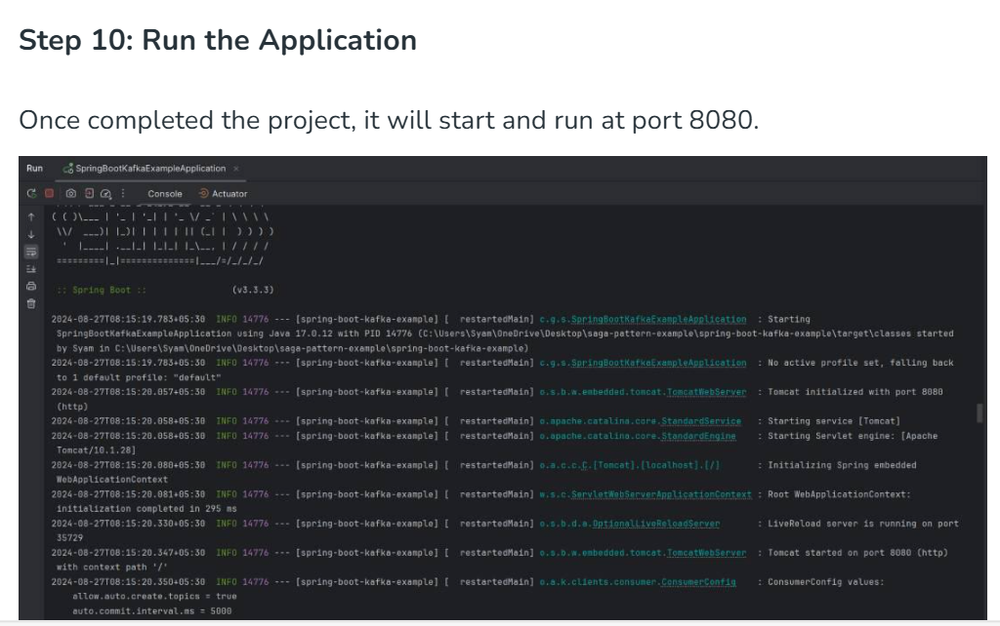 Step 10: Run the Application
Once completed the project, it will start and run at port 8080.
Run SpringBootKafkaExampleApplication ×
Console Actuator
:: Spring Boot :: (v3.3.3)
2024-08-27T08:15:19.783+05:30 INFO 14776 --- [spring-boot-kafka-example] [ restartedMain] c.g.s.SpringBootKafkaExampleApplication : Starting
SpringBootKafkaExampleApplication using Java 17.0.12 with PID 14776 (C:\Users\Syam\OneDrive\Desktop\saga-pattern-example\spring-boot-kafka-example\target\classes started
by Syam in C:\Users\Syam\OneDrive\Desktop\saga-pattern-example\spring-boot-kafka-example)
2024-08-27T08:15:19.783+05:30 INFO 14776 --- [spring-boot-kafka-example] [ restartedMain] c.g.s.SpringBootKafkaExampleApplication : No active profile set, falling back
to 1 default profile: "default"
2024-08-27T08:15:20.057+05:30 INFO 14776 --- [spring-boot-kafka-example] [ restartedMain] o.s.b.w.embedded.tomcat.TomcatWebServer : Tomcat initialized with port 8080
(http)
2024-08-27T08:15:20.058+05:30 INFO 14776 --- [spring-boot-kafka-example] [ restartedMain] o.apache.catalina.core.StandardService : Starting service [Tomcat]
2024-08-27T08:15:20.058+05:30 INFO 14776 --- [spring-boot-kafka-example] [ restartedMain] o.apache.catalina.core.StandardEngine : Starting Servlet engine: [Apache
Tomcat/10.1.28]
2024-08-27T08:15:20.080+05:30 INFO 14776 --- [spring-boot-kafka-example] [ restartedMain] o.a.c.c.C.[Tomcat].[localhost].[/] : Initializing Spring embedded
WebApplicationContext
2024-08-27T08:15:20.081+05:30 INFO 14776 --- [spring-boot-kafka-example] [ restartedMain] w.s.c.ServletWebServerApplicationContext : Root WebApplicationContext:
initialization completed in 295 ms
2024-08-27T08:15:20.330+05:30 INFO 14776 --- [spring-boot-kafka-example] [ restartedMain] o.s.b.d.a.OptionalLiveReloadServer : LiveReload server is running on port
35729
2024-08-27T08:15:20.347+05:30 INFO 14776 --- [spring-boot-kafka-example] [ restartedMain] o.s.b.w.embedded.tomcat.TomcatWebServer : Tomcat started on port 8080 (http)
with context path '/'
2024-08-27T08:15:20.350+05:30 INFO 14776 --- [spring-boot-kafka-example] [ restartedMain] o.a.k.clients.consumer.ConsumerConfig : ConsumerConfig values:
allow.auto.create.topics = true
auto.commit.interval.ms = 5000